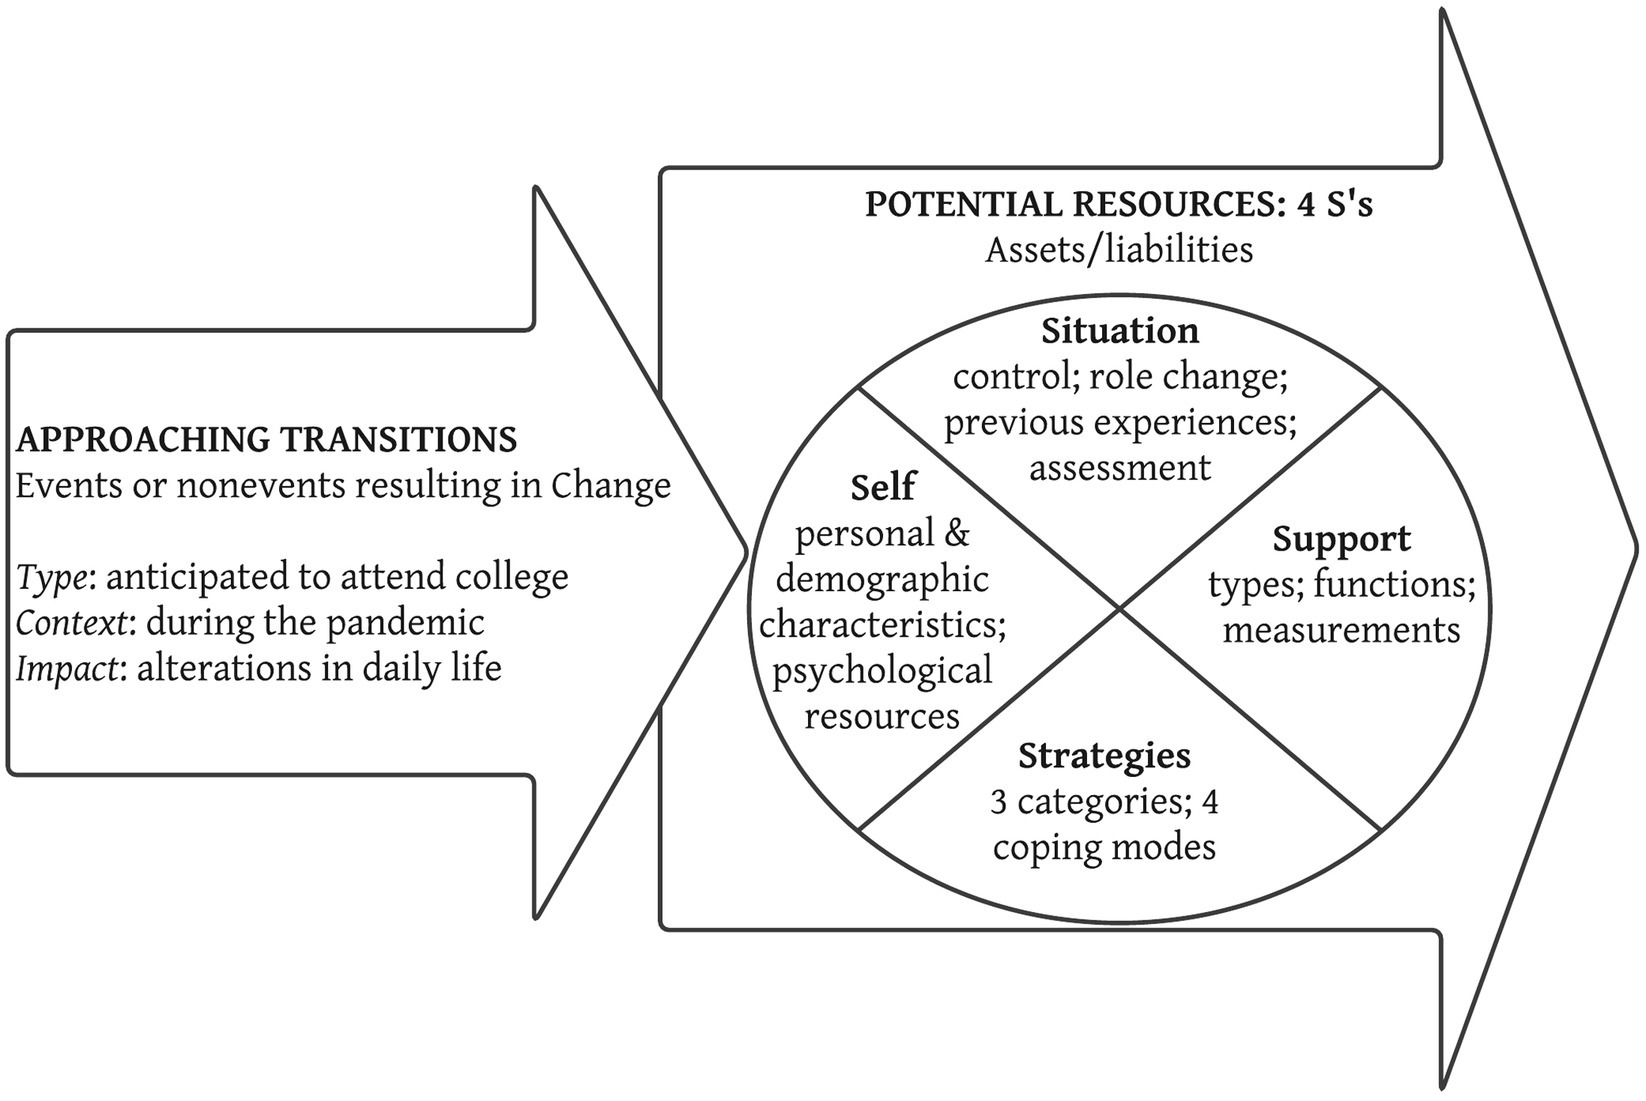 APPROACHING TRANSITIONS
Events or nonevents resulting in Change
Type: anticipated to attend college
Context: during the pandemic
Impact: alterations in daily life
POTENTIAL RESOURCES: 4 S's
Assets/liabilities
Situation
control; role change;
previous experiences;
assessment
Self
personal &
demographic
characteristics;
psychological
resources
Support
types; functions;
measurements
Strategies
3 categories; 4
coping modes